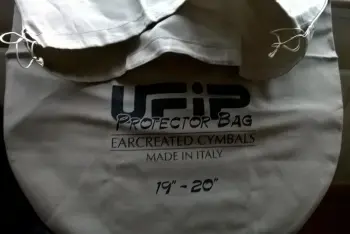 UFIP
PROTECTOR BAG
EARCREATED CYMBALS
MADE IN ITALY
19" - 20"